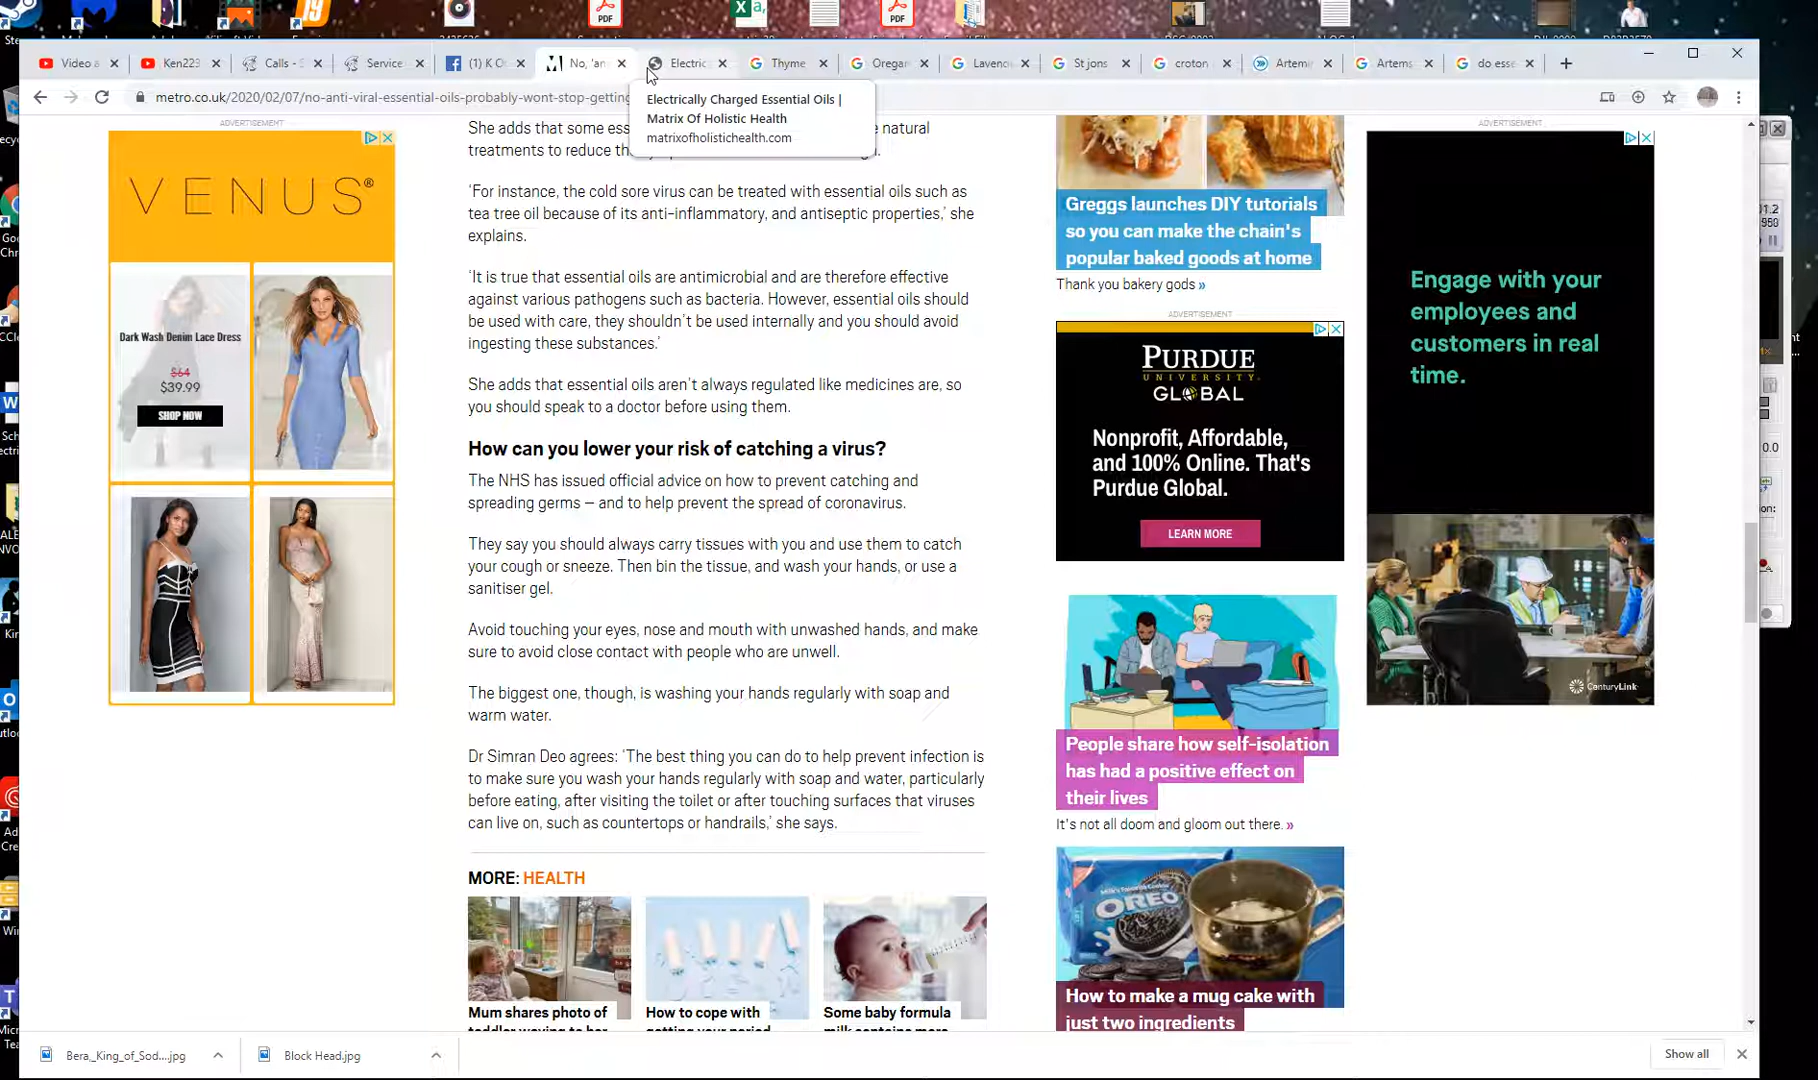 PDF
PDF
Video a
Ken223
Calls - S
Service
(1) K O
No, 'an
Electric
Thyme
Oregan
Lavend
St jons
croton
Artemi
Artems
do esse
metro.co.uk/2020/02/07/no-anti-viral-essential-oils-probably-wont-stop-getting
Electrically Charged Essential Oils |
Matrix Of Holistic Health
matrixofholistichealth.com
ADVERTISEMENT
VENUS®
Dark Wash Denim Lace Dress
$64
$39.99
SHOP NOW
She adds that some ess
e natural
treatments to reduce th
'For instance, the cold sore virus can be treated with essential oils such as
tea tree oil because of its anti-inflammatory, and antiseptic properties,' she
explains.
'It is true that essential oils are antimicrobial and are therefore effective
against various pathogens such as bacteria. However, essential oils should
be used with care, they shouldn't be used internally and you should avoid
ingesting these substances.'
She adds that essential oils aren't always regulated like medicines are, so
you should speak to a doctor before using them.
How can you lower your risk of catching a virus?
The NHS has issued official advice on how to prevent catching and
spreading germs – and to help prevent the spread of coronavirus.
They say you should always carry tissues with you and use them to catch
your cough or sneeze. Then bin the tissue, and wash your hands, or use a
sanitiser gel.
Avoid touching your eyes, nose and mouth with unwashed hands, and make
sure to avoid close contact with people who are unwell.
The biggest one, though, is washing your hands regularly with soap and
warm water.
Dr Simran Deo agrees: 'The best thing you can do to help prevent infection is
to make sure you wash your hands regularly with soap and water, particularly
before eating, after visiting the toilet or after touching surfaces that viruses
can live on, such as countertops or handrails,' she says.
MORE: HEALTH
Mum shares photo of
toddler waving to her
How to cope with
getting your period
Some baby formula
milk contains more
Greggs launches DIY tutorials
so you can make the chain's
popular baked goods at home
Thank you bakery gods »
ADVERTISEMENT
PURDUE
UNIVERSITY
GLOBAL
Nonprofit, Affordable,
and 100% Online. That's
Purdue Global.
LEARN MORE
People share how self-isolation
has had a positive effect on
their lives
It's not all doom and gloom out there. »
OREO
How to make a mug cake with
just two ingredients
ADVERTISEMENT
Engage with your
employees and
customers in real
time.
CenturyLink
Bera,_King_of_Sod....jpg
Block Head.jpg
Show all